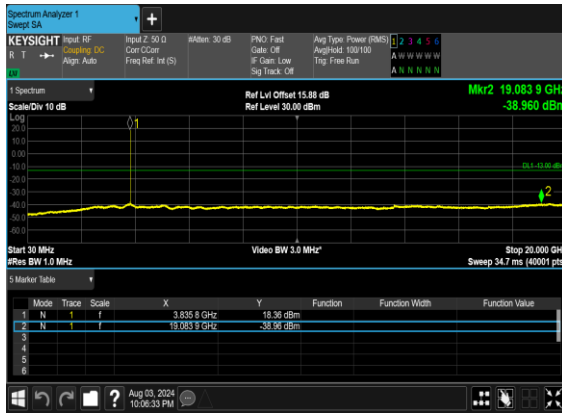 Spectrum Analyzer 1
Swept SA
+
KEYSIGHT Input: RF Input Z: 50 Ω #Atten: 30 dB PNO: Fast Avg Type: Power (RMS) 1 2 3 4 5 6
R T Coupling: DC Corr CCorr Gate: Off Avg|Hold: 100/100 A W W W W W
Align: Auto Freq Ref: Int (S) IF Gain: Low Trig: Free Run
LXI Sig Track: Off A N N N N N
1 Spectrum Ref Lvl Offset 15.88 dB Mkr2 19.083 9 GHz
Scale/Div 10 dB Ref Level 30.00 dBm -38.960 dBm
Log
1
20.0
10.0
0.00
-10.0
DL1 -13.00 dBm
-20.0
-30.0
2
-40.0
-50.0
-60.0
Start 30 MHz Video BW 3.0 MHz* Stop 20.000 GHz
#Res BW 1.0 MHz Sweep 34.7 ms (40001 pts)
5 Marker Table
Mode Trace Scale X Y Function Function Width Function Value
1 N 1 f 3.835 8 GHz 18.36 dBm
2 N 1 f 19.083 9 GHz -38.96 dBm
3
4
5
6
? Aug 03, 2024
10:06:33 PM